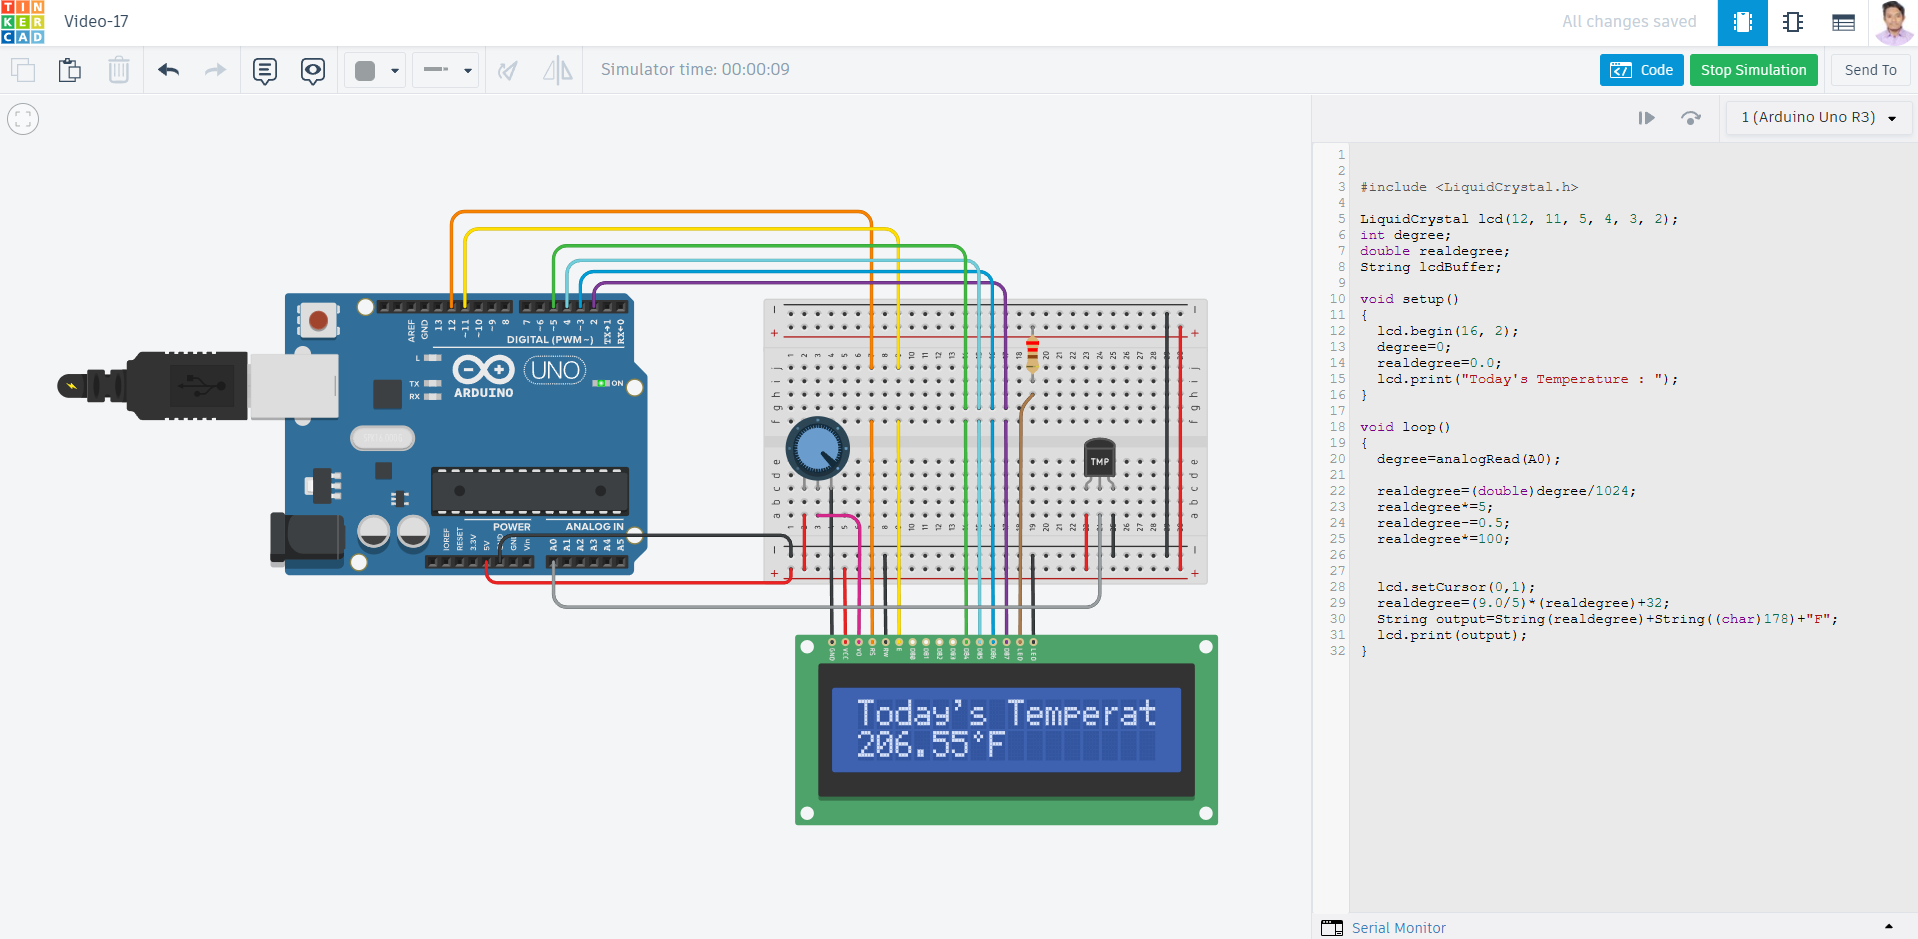 TIN
KER
CAD
Video-17
All changes saved
Simulator time: 00:00:09
Code
Stop Simulation
Send To
1 (Arduino Uno R3)
AREF
GND
13
12
~11
~10
~9
8
7
~6
~5
4
~3
2
TX→1
RX←0
DIGITAL (PWM~)
L
TX
RX
UNO
ARDUINO
ON
POWER
ANALOG IN
IOREF
RESET
3.3V
5V
GND
Vin
A0
A1
A2
A3
A4
A5
TMP
GND
VCC
VO
RS
RW
E
DB0
DB1
DB2
DB3
DB4
DB5
DB6
DB7
LED
LED
Today's Temperat
206.55°F
1
2
3 #include <LiquidCrystal.h>
4
5 LiquidCrystal lcd(12, 11, 5, 4, 3, 2);
6 int degree;
7 double realdegree;
8 String lcdBuffer;
9
10 void setup()
11 {
12 lcd.begin(16, 2);
13 degree=0;
14 realdegree=0.0;
15 lcd.print("Today's Temperature : ");
16 }
17
18 void loop()
19 {
20 degree=analogRead(A0);
21
22 realdegree=(double)degree/1024;
23 realdegree*=5;
24 realdegree-=0.5;
25 realdegree*=100;
26
27
28 lcd.setCursor(0,1);
29 realdegree=(9.0/5)*(realdegree)+32;
30 String output=String(realdegree)+String((char)178)+"F";
31 lcd.print(output);
32 }
Serial Monitor